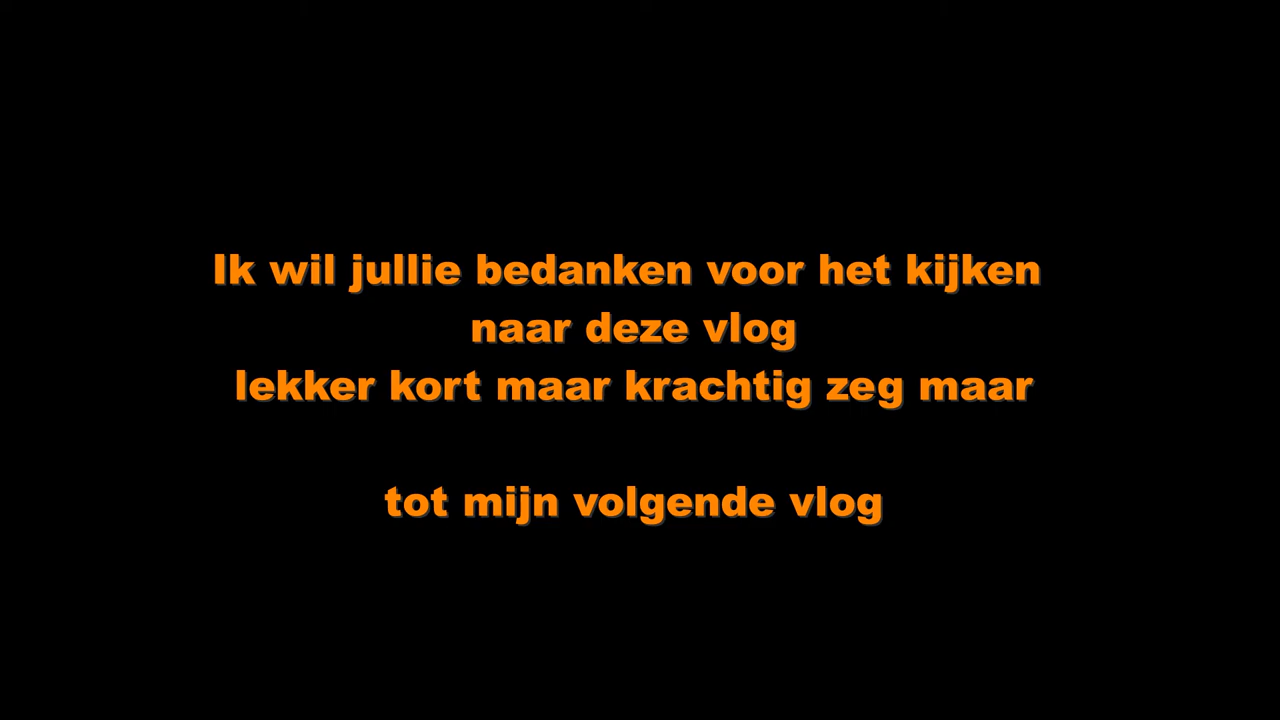 Ik wil jullie bedanken voor het kijken
naar deze vlog
lekker kort maar krachtig zeg maar
tot mijn volgende vlog